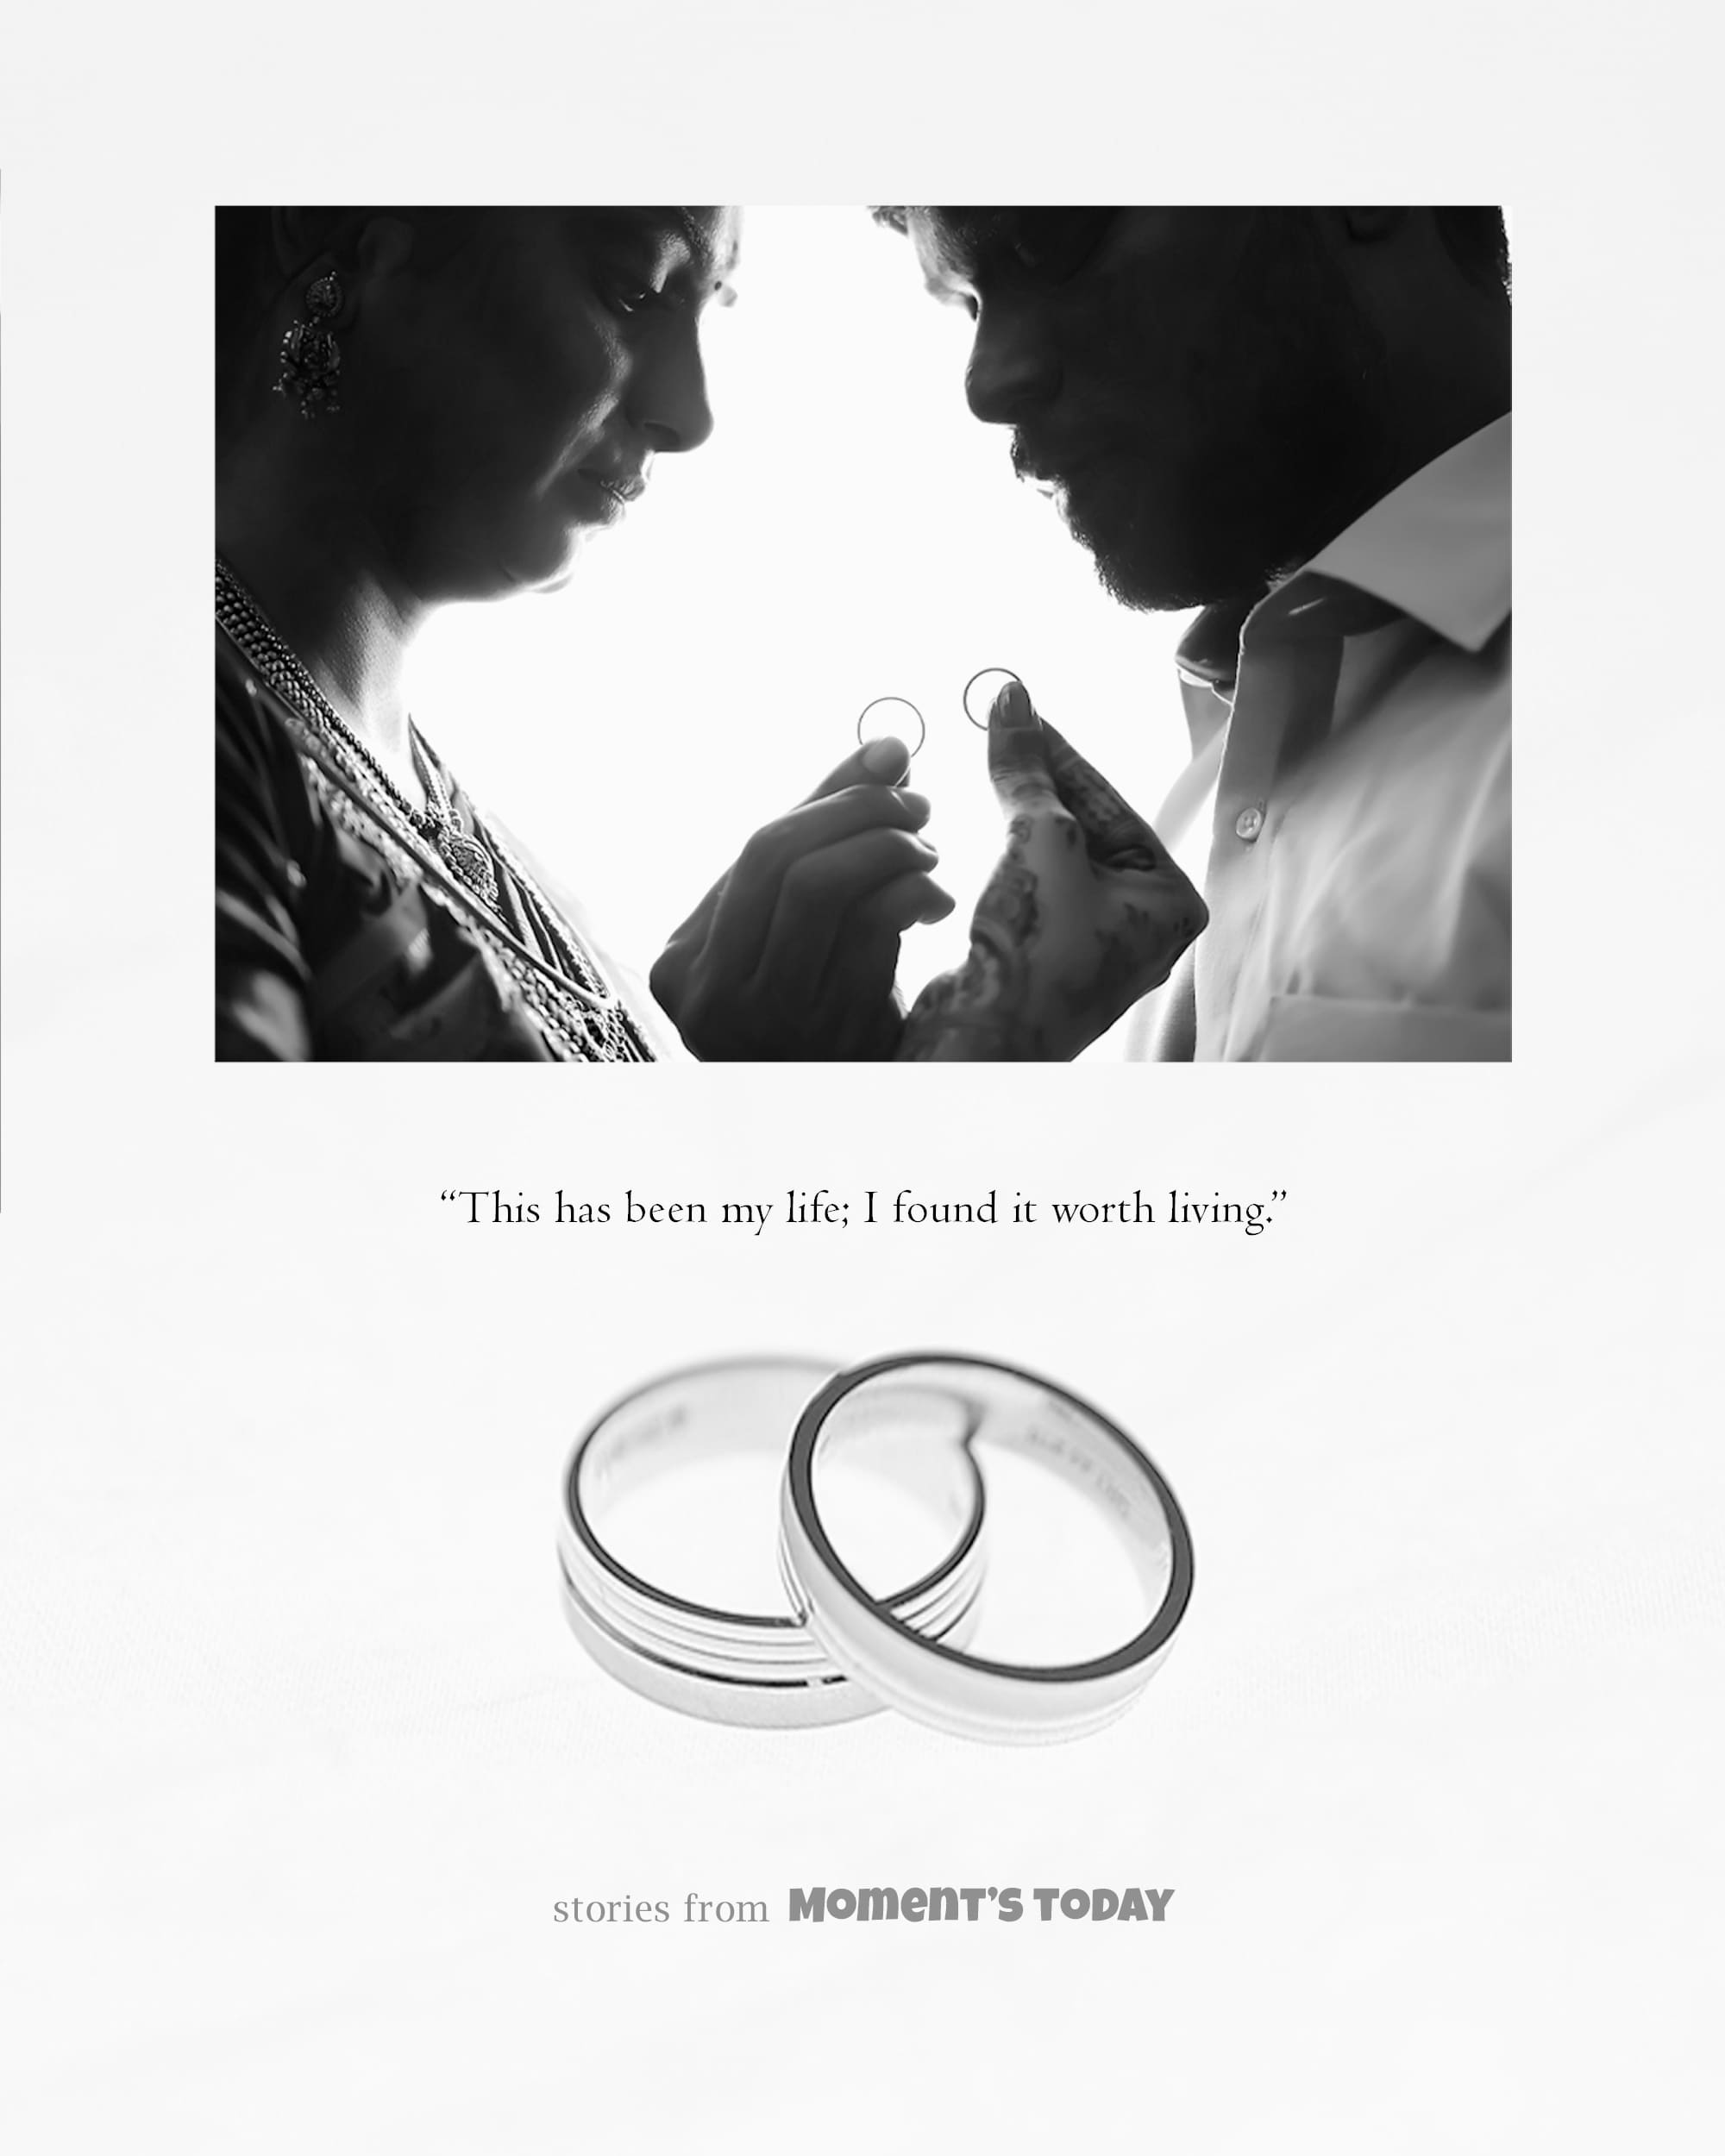 “This has been my life; I found it worth living.”
stories from Moment’s Today